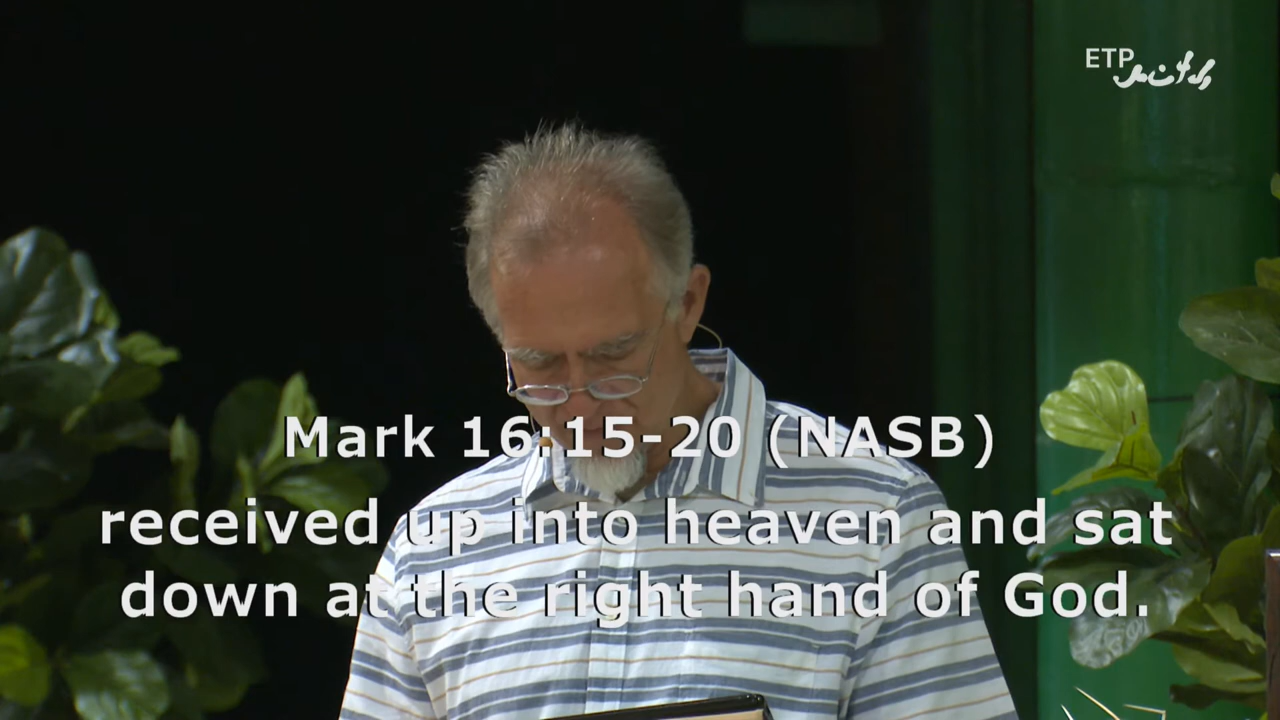 ETP
Mark 16:15-20 (NASB)
received up into heaven and sat
down at the right hand of God.